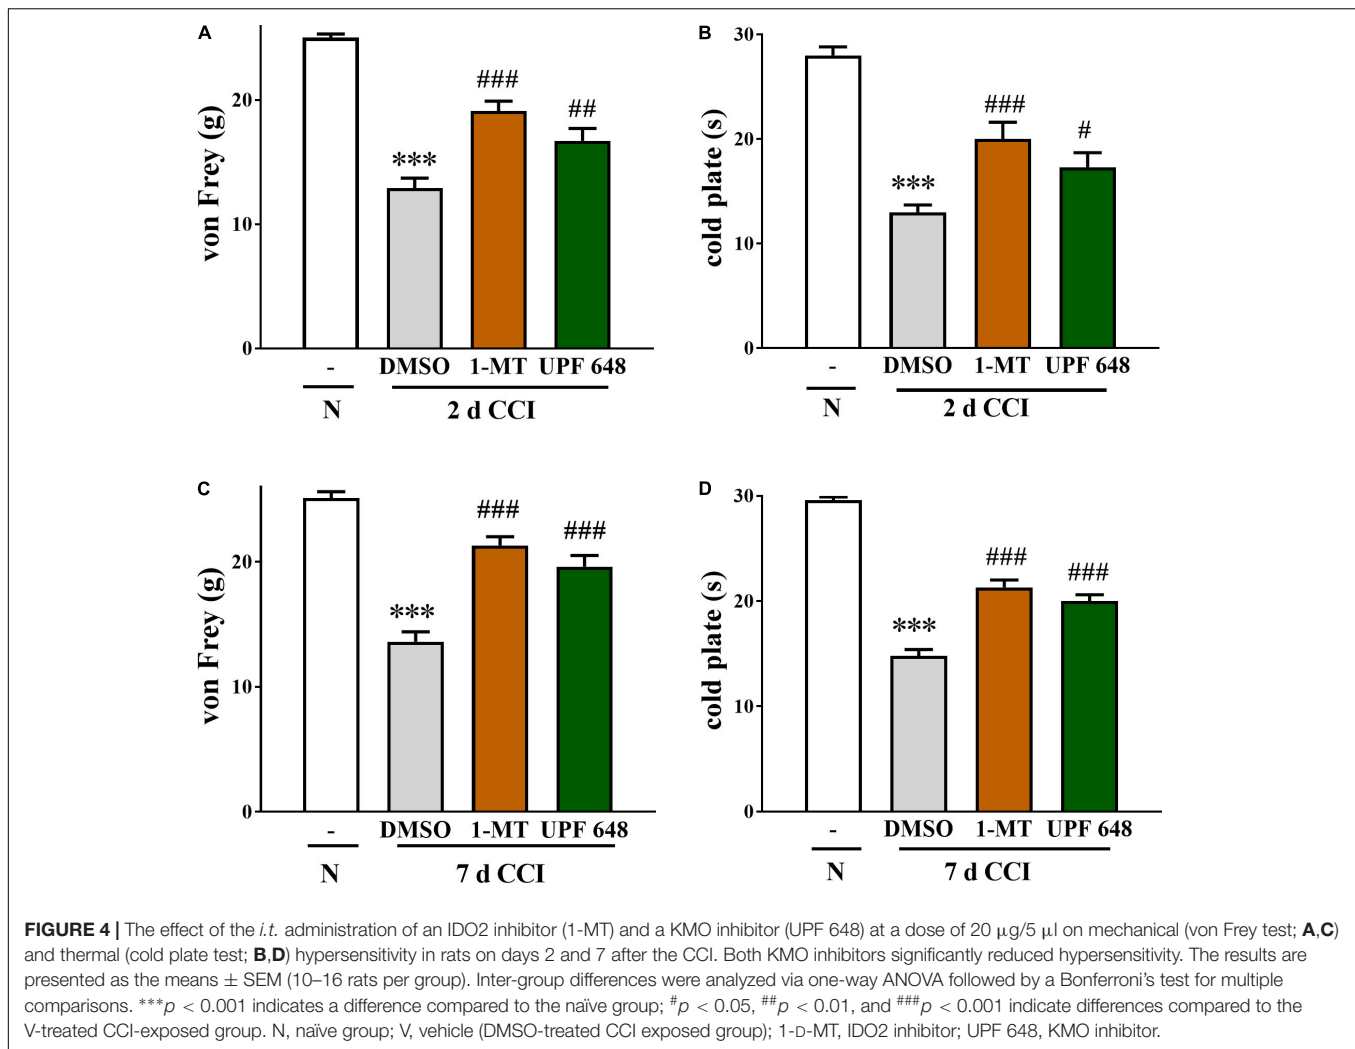 A
von Frey (g)
20
10
0
***
###
##
- DMSO 1-MT UPF 648
N 2 d CCI
B
cold plate (s)
30
20
10
0
***
###
#
- DMSO 1-MT UPF 648
N 2 d CCI
C
von Frey (g)
20
10
0
***
###
###
- DMSO 1-MT UPF 648
N 7 d CCI
D
cold plate (s)
30
20
10
0
***
###
###
- DMSO 1-MT UPF 648
N 7 d CCI
FIGURE 4 | The effect of the i.t. administration of an IDO2 inhibitor (1-MT) and a KMO inhibitor (UPF 648) at a dose of 20 μg/5 μl on mechanical (von Frey test; A,C)
and thermal (cold plate test; B,D) hypersensitivity in rats on days 2 and 7 after the CCI. Both KMO inhibitors significantly reduced hypersensitivity. The results are
presented as the means ± SEM (10–16 rats per group). Inter-group differences were analyzed via one-way ANOVA followed by a Bonferroni's test for multiple
comparisons. ***p < 0.001 indicates a difference compared to the naïve group; #p < 0.05, ##p < 0.01, and ###p < 0.001 indicate differences compared to the
V-treated CCI-exposed group. N, naïve group; V, vehicle (DMSO-treated CCI exposed group); 1-D-MT, IDO2 inhibitor; UPF 648, KMO inhibitor.